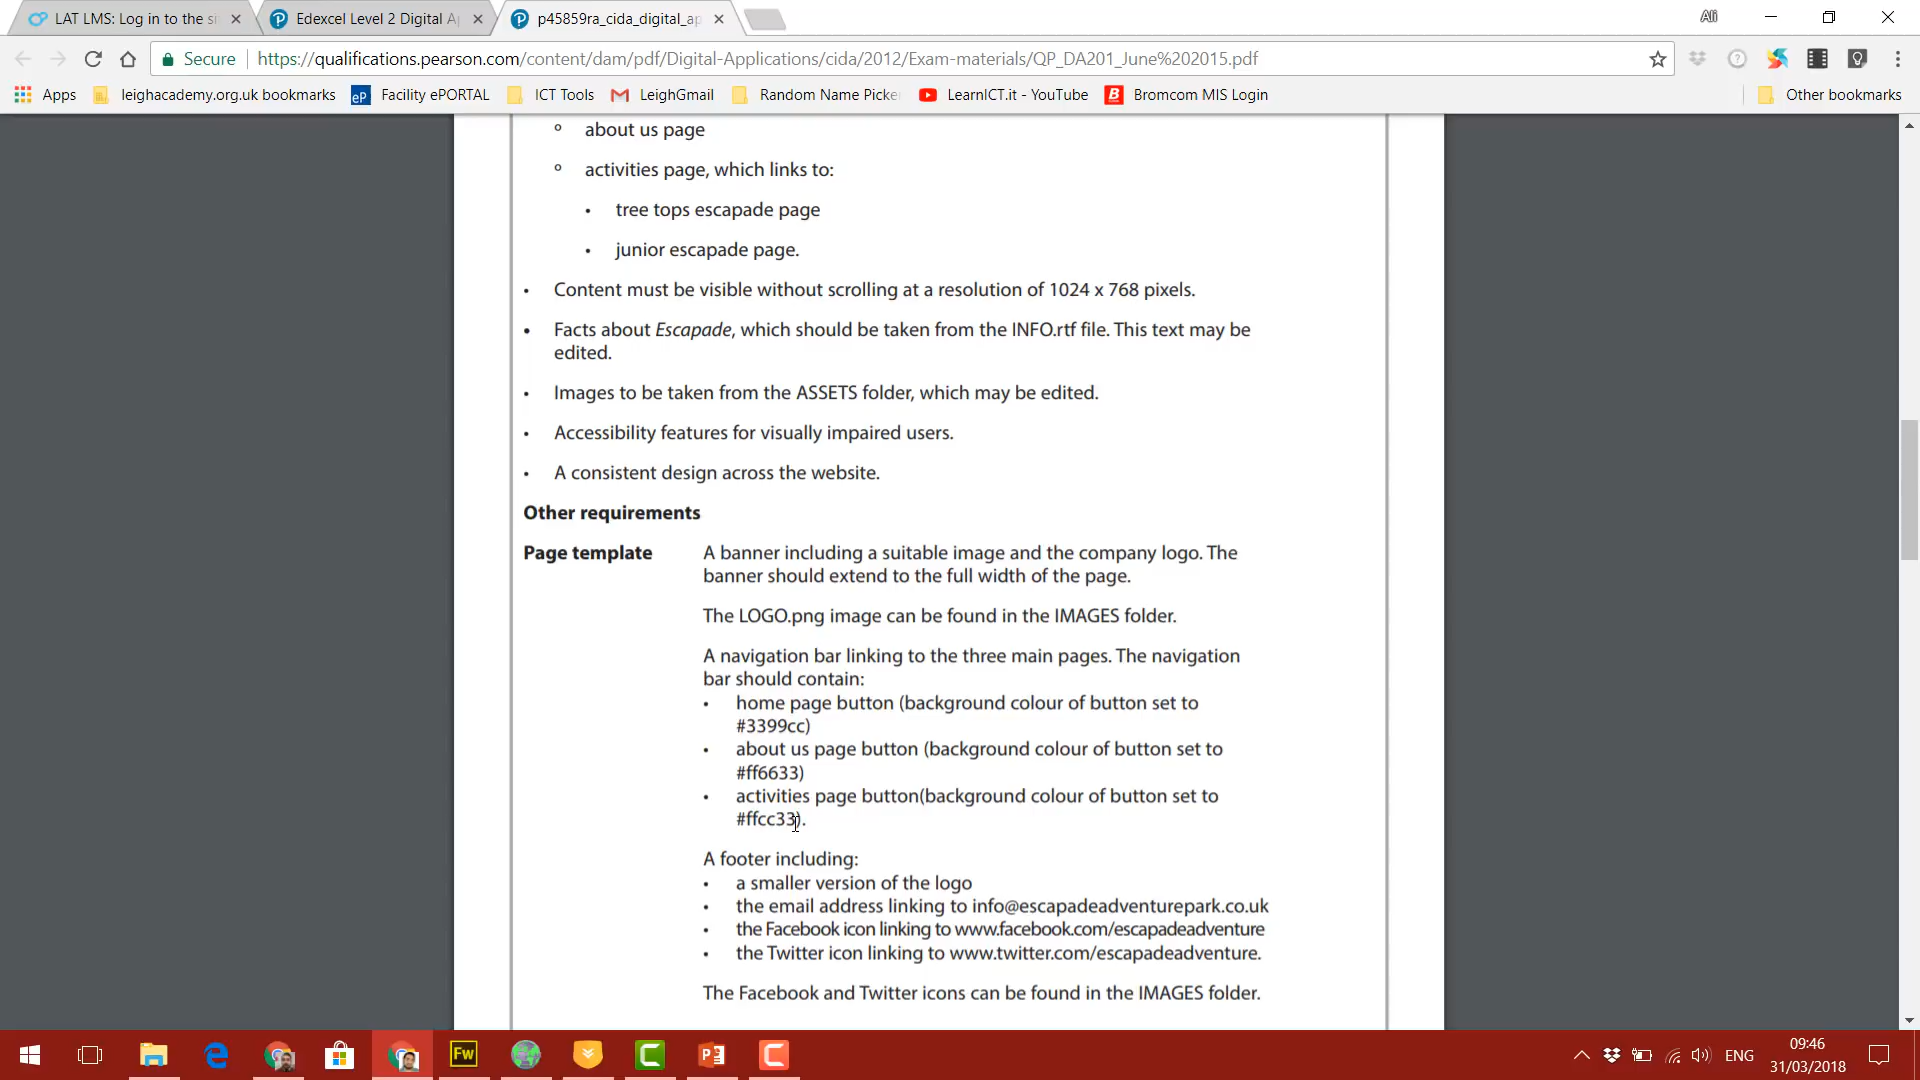 LAT LMS: Log in to the si
Edexcel Level 2 Digital Ap
p45859ra_cida_digital_ap
Ali
Secure
https://qualifications.pearson.com/content/dam/pdf/Digital-Applications/cida/2012/Exam-materials/QP_DA201_June%202015.pdf
Apps
leighacademy.org.uk bookmarks
eP
Facility ePORTAL
ICT Tools
LeighGmail
Random Name Picke
LearnICT.it - YouTube
B
Bromcom MIS Login
Other bookmarks
o about us page
o activities page, which links to:
• tree tops escapade page
• junior escapade page.
• Content must be visible without scrolling at a resolution of 1024 x 768 pixels.
• Facts about Escapade, which should be taken from the INFO.rtf file. This text may be
edited.
• Images to be taken from the ASSETS folder, which may be edited.
• Accessibility features for visually impaired users.
• A consistent design across the website.
Other requirements
Page template
A banner including a suitable image and the company logo. The
banner should extend to the full width of the page.
The LOGO.png image can be found in the IMAGES folder.
A navigation bar linking to the three main pages. The navigation
bar should contain:
• home page button (background colour of button set to
#3399cc)
• about us page button (background colour of button set to
#ff6633)
• activities page button(background colour of button set to
#ffcc33).
A footer including:
• a smaller version of the logo
• the email address linking to info@escapadeadventurepark.co.uk
• the Facebook icon linking to www.facebook.com/escapadeadventure
• the Twitter icon linking to www.twitter.com/escapadeadventure.
The Facebook and Twitter icons can be found in the IMAGES folder.
Fw
ENG
09:46
31/03/2018